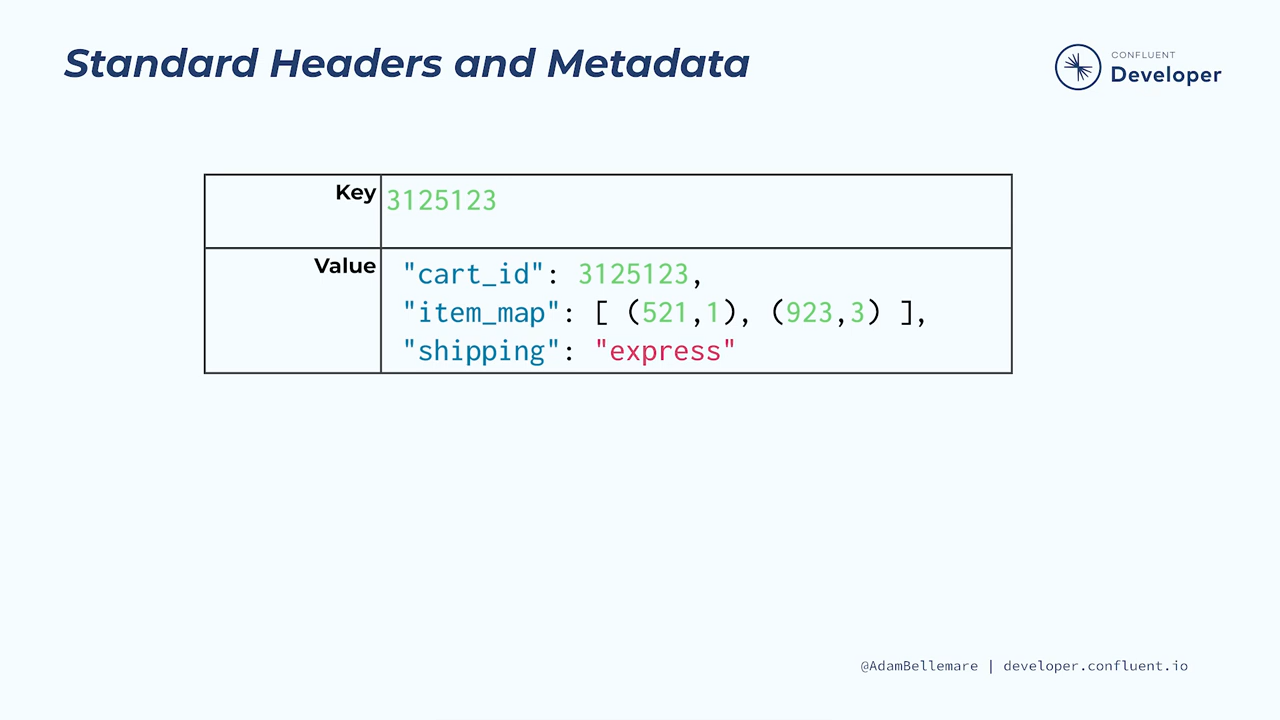 Standard Headers and Metadata
CONFLUENT
Developer
Key
3125123
Value
"cart_id": 3125123,
"item_map": [ (521,1), (923,3) ],
"shipping": "express"
@AdamBellemare | developer.confluent.io